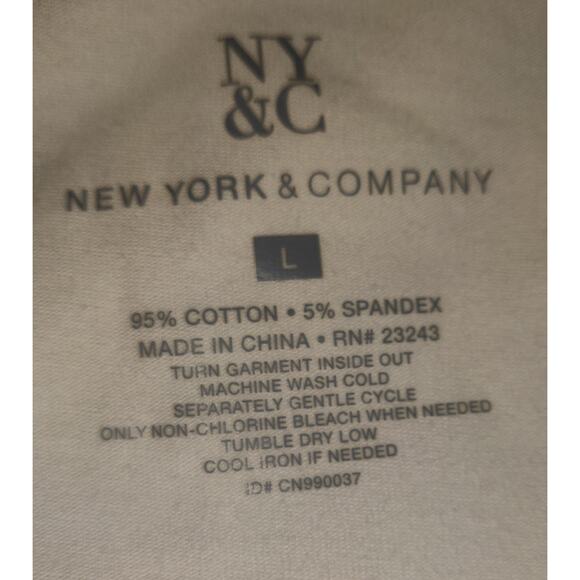 NY
&C
NEW YORK & COMPANY
L
95% COTTON • 5% SPANDEX
MADE IN CHINA • RN# 23243
TURN GARMENT INSIDE OUT
MACHINE WASH COLD
SEPARATELY GENTLE CYCLE
ONLY NON-CHLORINE BLEACH WHEN NEEDED
TUMBLE DRY LOW
COOL IRON IF NEEDED
ID# CN990037